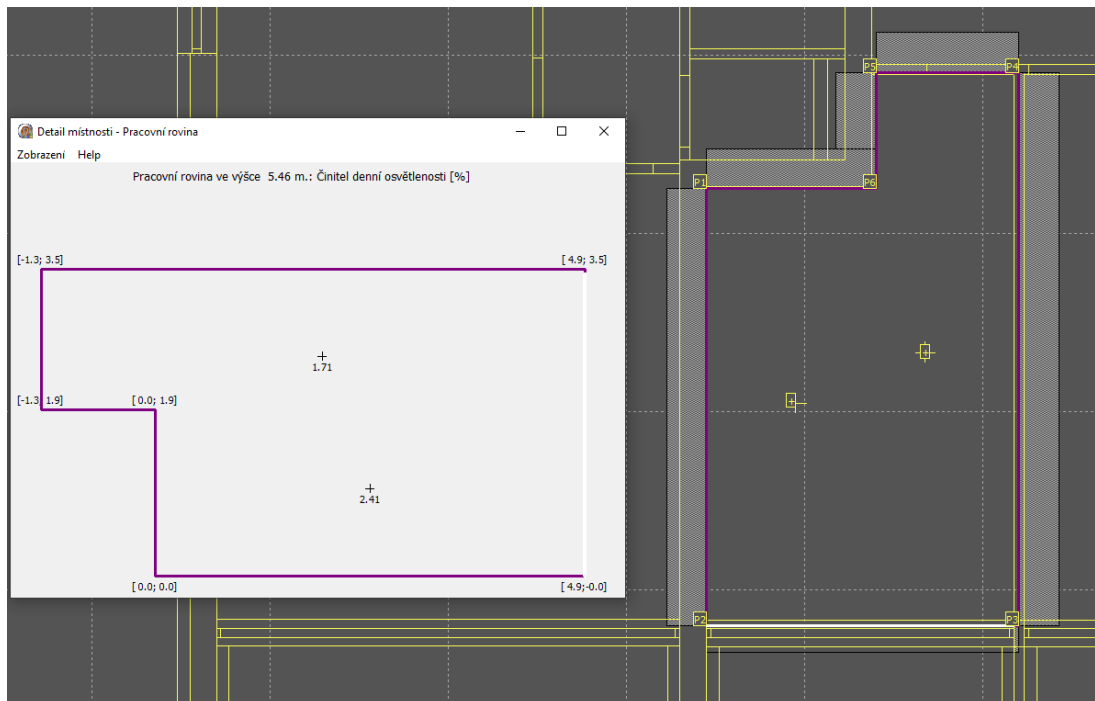 Detail místnosti - Pracovní rovina
Zobrazení Help
Pracovní rovina ve výšce 5.46 m.: Činitel denní osvětlenosti [%]
[-1.3; 3.5] [ 4.9; 3.5]
1.71
[-1.3; 1.9] [ 0.0; 1.9]
2.41
[ 0.0; 0.0] [ 4.9;-0.0]
P5 P4
P1 P6
P2 P3